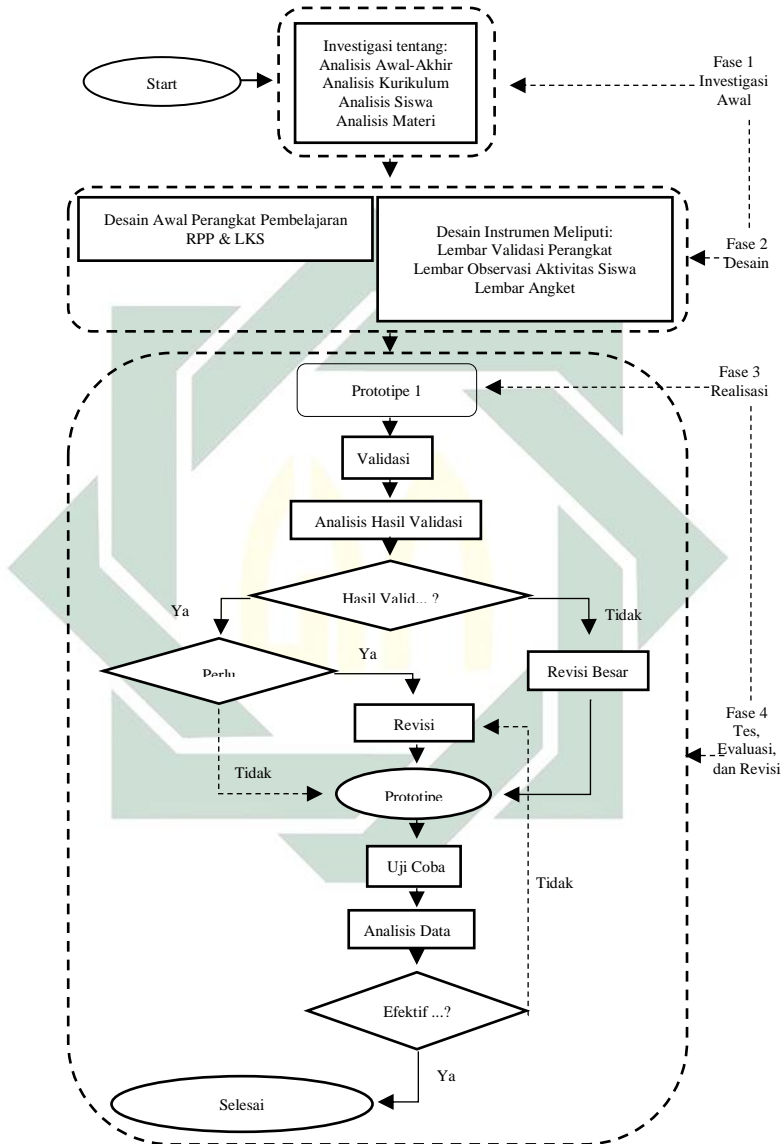 Start
Investigasi tentang:
Analisis Awal-Akhir
Analisis Kurikulum
Analisis Siswa
Analisis Materi
Fase 1
Investigasi
Awal
Desain Awal Perangkat Pembelajaran
RPP & LKS
Desain Instrumen Meliputi:
Lembar Validasi Perangkat
Lembar Observasi Aktivitas Siswa
Lembar Angket
Fase 2
Desain
Prototipe 1
Fase 3
Realisasi
Validasi
Analisis Hasil Validasi
Hasil Valid... ?
Ya
Tidak
Perlu
Ya
Revisi Besar
Revisi
Fase 4
Tes,
Evaluasi,
dan Revisi
Tidak
Prototipe
Uji Coba
Tidak
Analisis Data
Efektif ...?
Ya
Selesai